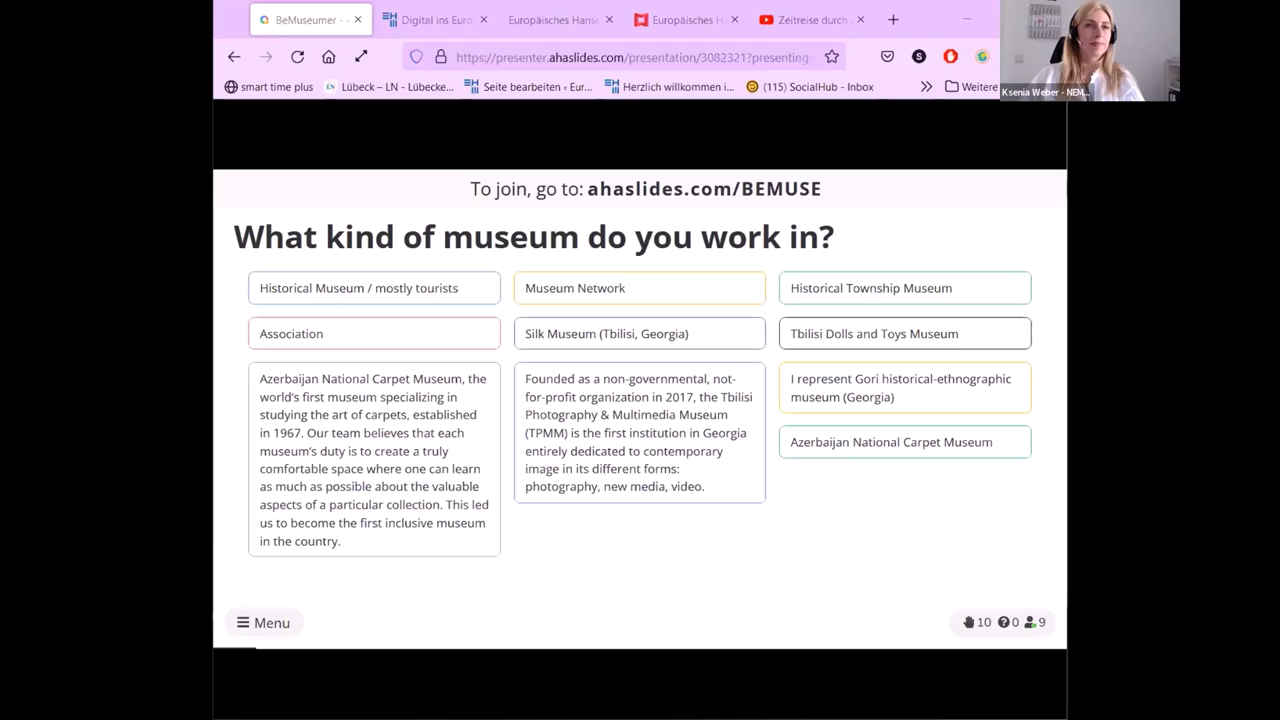 BeMuseumer -
Digital ins Euro
Europäisches Hanse
Europäisches Ha
Zeitreise durch
https://presenter.ahaslides.com/presentation/3082321?presenting
smart time plus
LN
Lübeck – LN - Lübecke...
Seite bearbeiten ‹ Eur...
Herzlich willkommen i...
(115) SocialHub - Inbox
Weitere
Ksenia Weber - NEM...
To join, go to: ahaslides.com/BEMUSE
What kind of museum do you work in?
Historical Museum / mostly tourists
Museum Network
Historical Township Museum
Association
Silk Museum (Tbilisi, Georgia)
Tbilisi Dolls and Toys Museum
Azerbaijan National Carpet Museum, the
world's first museum specializing in
studying the art of carpets, established
in 1967. Our team believes that each
museum's duty is to create a truly
comfortable space where one can learn
as much as possible about the valuable
aspects of a particular collection. This led
us to become the first inclusive museum
in the country.
Founded as a non-governmental, not-
for-profit organization in 2017, the Tbilisi
Photography & Multimedia Museum
(TPMM) is the first institution in Georgia
entirely dedicated to contemporary
image in its different forms:
photography, new media, video.
I represent Gori historical-ethnographic
museum (Georgia)
Azerbaijan National Carpet Museum
Menu
10 0 9